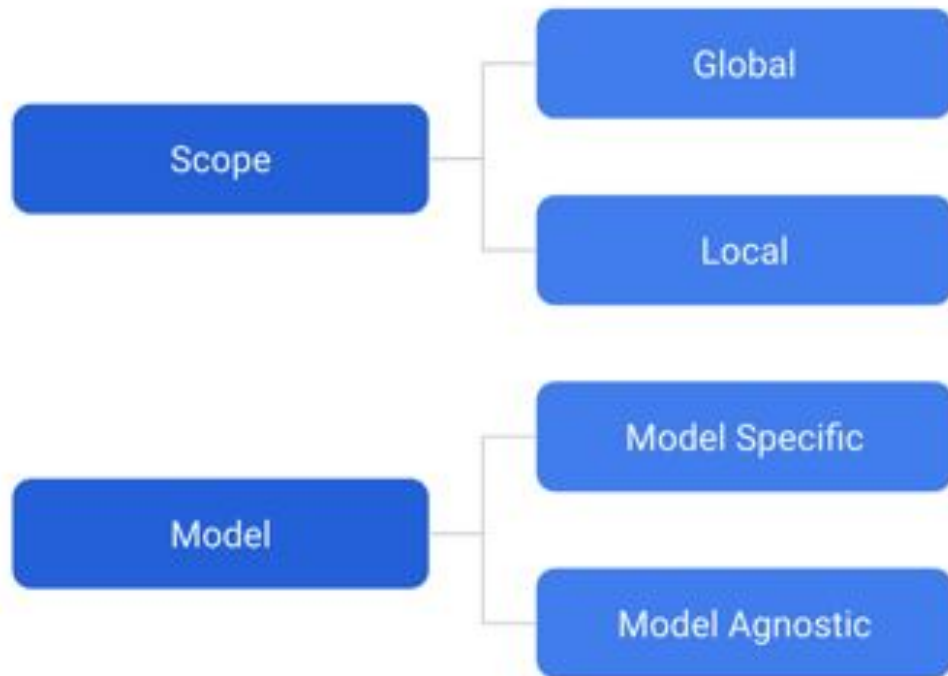 Scope
Global
Local
Model
Model Specific
Model Agnostic